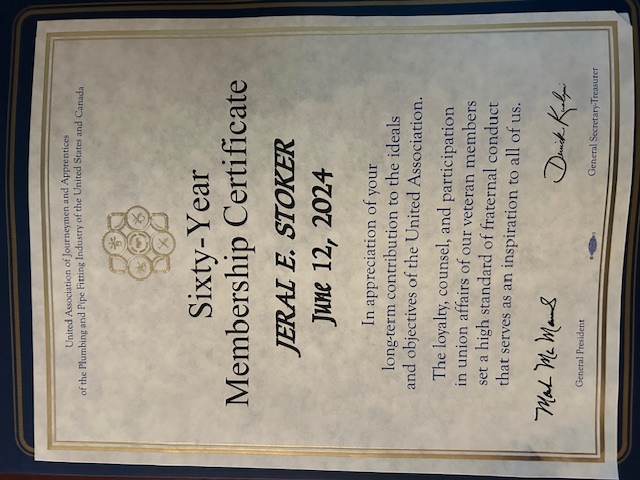 United Association of Journeymen and Apprentices
of the Plumbing and Pipe Fitting Industry of the United States and Canada
Sixty-Year
Membership Certificate
JERAL E. STOKER
June 12, 2024
In appreciation of your
long-term contribution to the ideals
and objectives of the United Association.
The loyalty, counsel, and participation
in union affairs of our veteran members
set a high standard of fraternal conduct
that serves as an inspiration to all of us.
General President
General Secretary-Treasurer